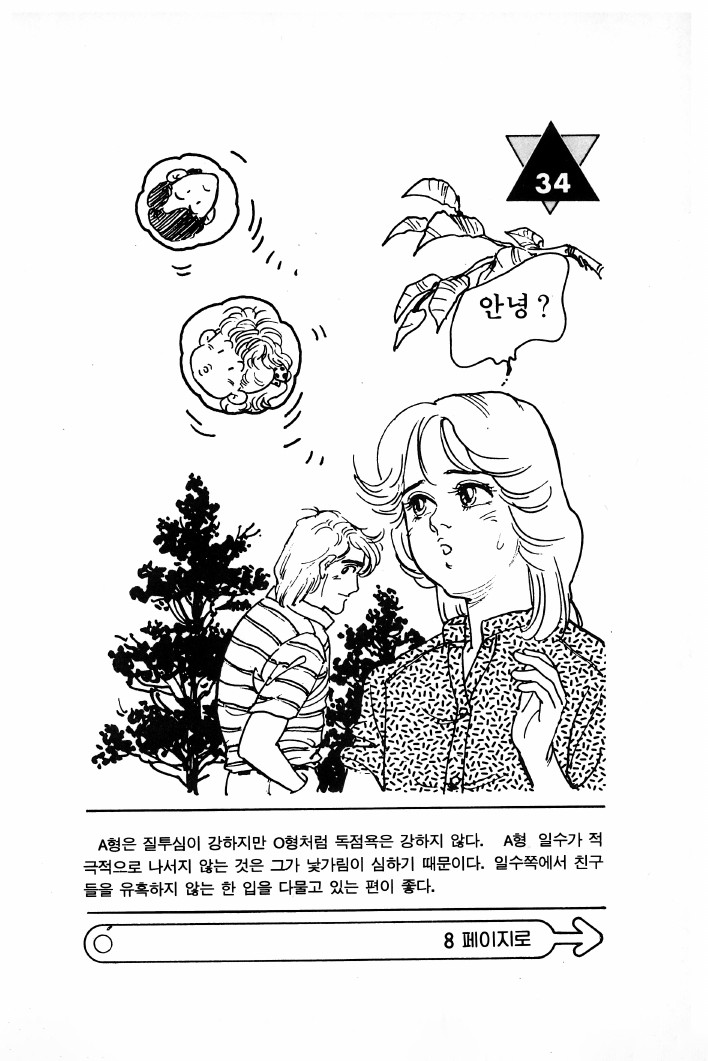 34
안녕?
A형은 질투심이 강하지만 O형처럼 독점욕은 강하지 않다. A형 일수가 적
극적으로 나서지 않는 것은 그가 낯가림이 심하기 때문이다. 일수쪽에서 친구
들을 유혹하지 않는 한 입을 다물고 있는 편이 좋다.
8 페이지로